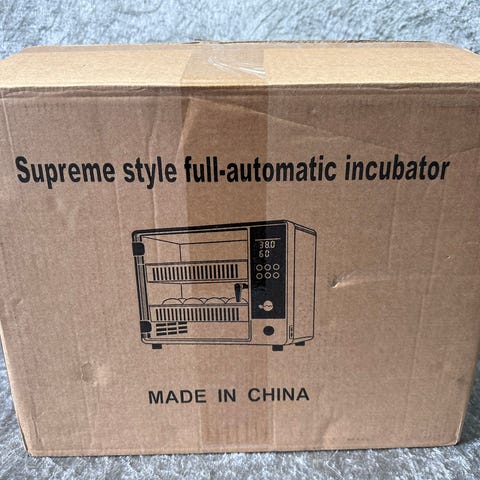 Supreme style full-automatic incubator
38.0
60
MADE IN CHINA